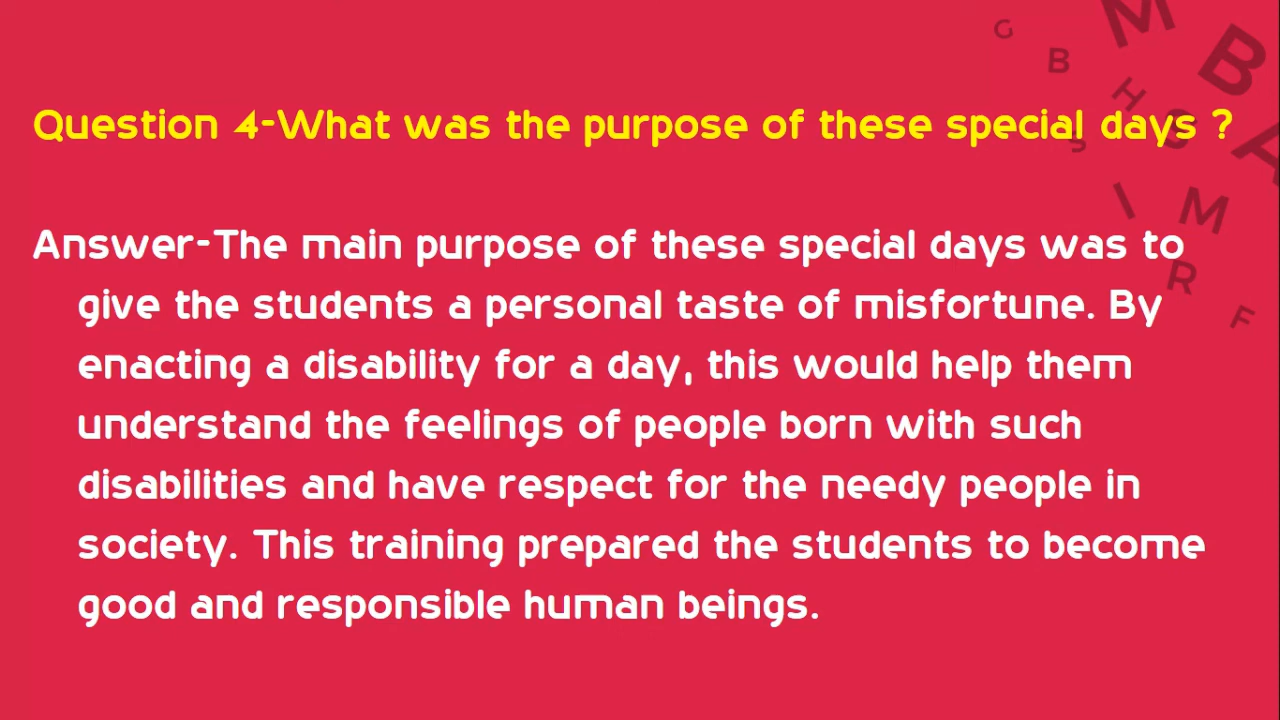 Question 4-What was the purpose of these special days ?
Answer-The main purpose of these special days was to
give the students a personal taste of misfortune. By
enacting a disability for a day, this would help them
understand the feelings of people born with such
disabilities and have respect for the needy people in
society. This training prepared the students to become
good and responsible human beings.
G
M
B
B
H
G
S
A
I
M
R
F